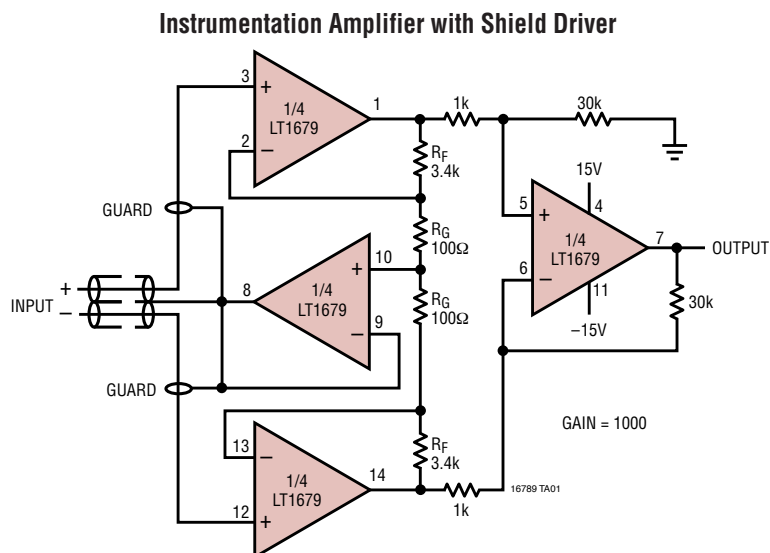 Instrumentation Amplifier with Shield Driver
3
+
1/4
LT1679
2
–
1
1k
30k
RF
3.4k
GUARD
RG
100Ω
15V
5
+
4
1/4
LT1679
7
OUTPUT
6
–
11
–15V
30k
10
+
1/4
LT1679
8
9
–
RG
100Ω
+
INPUT
–
GUARD
GAIN = 1000
13
–
1/4
LT1679
14
12
+
RF
3.4k
1k
16789 TA01